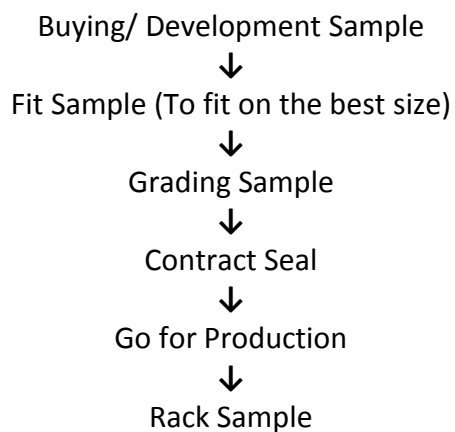 Buying/ Development Sample
↓
Fit Sample (To fit on the best size)
↓
Grading Sample
↓
Contract Seal
↓
Go for Production
↓
Rack Sample